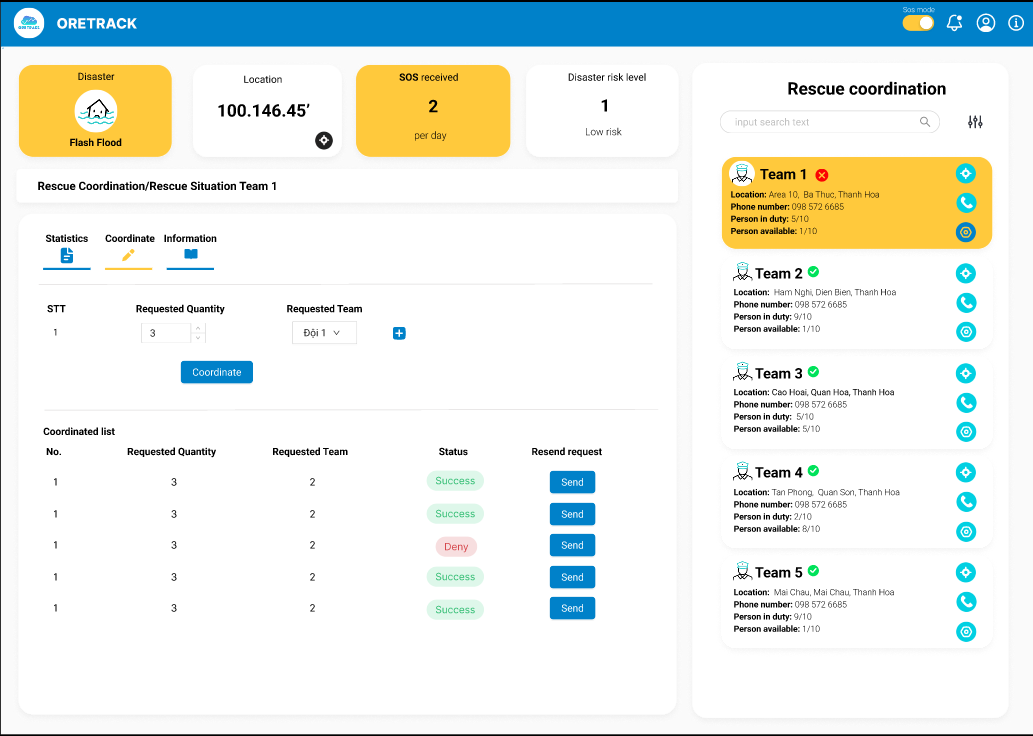 ORETRACK
ORETRACK
Sos mode
Disaster
Flash Flood
Location
100.146.45’
SOS received
2
per day
Disaster risk level
1
Low risk
Rescue Coordination/Rescue Situation Team 1
Statistics Coordinate Information
STT Requested Quantity Requested Team
1 3 Đội 1
Coordinate
Coordinated list
No. Requested Quantity Requested Team Status Resend request
1 3 2 Success Send
1 3 2 Success Send
1 3 2 Deny Send
1 3 2 Success Send
1 3 2 Success Send
Rescue coordination
input search text
Team 1
Location: Area 10, Ba Thuc, Thanh Hoa
Phone number: 098 572 6685
Person in duty: 5/10
Person available: 1/10
Team 2
Location: Ham Nghi, Dien Bien, Thanh Hoa
Phone number: 098 572 6685
Person in duty: 9/10
Person available: 1/10
Team 3
Location: Cao Hoai, Quan Hoa, Thanh Hoa
Phone number: 098 572 6685
Person in duty: 5/10
Person available: 5/10
Team 4
Location: Tan Phong, Quan Son, Thanh Hoa
Phone number: 098 572 6685
Person in duty: 2/10
Person available: 8/10
Team 5
Location: Mai Chau, Mai Chau, Thanh Hoa
Phone number: 098 572 6685
Person in duty: 9/10
Person available: 1/10